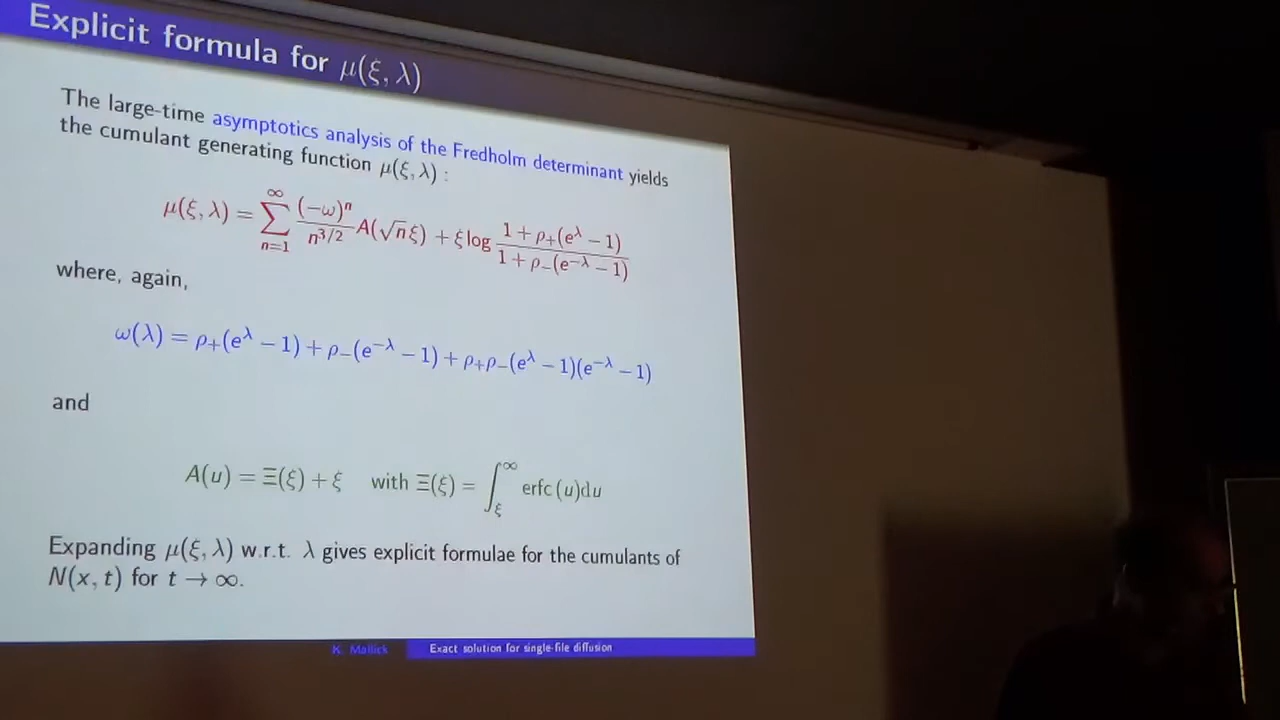 Explicit formula for μ(ξ, λ)
The large-time asymptotics analysis of the Fredholm determinant yields
the cumulant generating function μ(ξ, λ) :
μ(ξ, λ) = ∑_{n=1}^{∞} (−ω)^n / n^{3/2} A(√n ξ) + ξ log (1 + ρ₊(e^λ − 1)) / (1 + ρ₋(e^{−λ} − 1))
where, again,
ω(λ) = ρ₊(e^λ − 1) + ρ₋(e^{−λ} − 1) + ρ₊ρ₋(e^λ − 1)(e^{−λ} − 1)
and
A(u) = Ξ(ξ) + ξ with Ξ(ξ) = ∫_ξ^∞ erfc (u)du
Expanding μ(ξ, λ) w.r.t. λ gives explicit formulae for the cumulants of
N(x, t) for t → ∞.
K. Mallick Exact solution for single-file diffusion